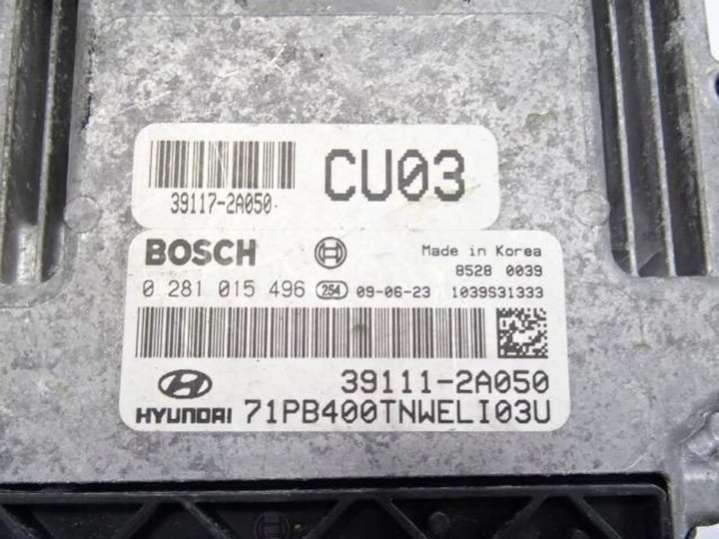 CU03
39117-2A050
BOSCH
Made in Korea
8528 0039
0 281 015 496 254 09-06-23 1039S31333
39111-2A050
HYUNDAI 71PB400TNWELI03U